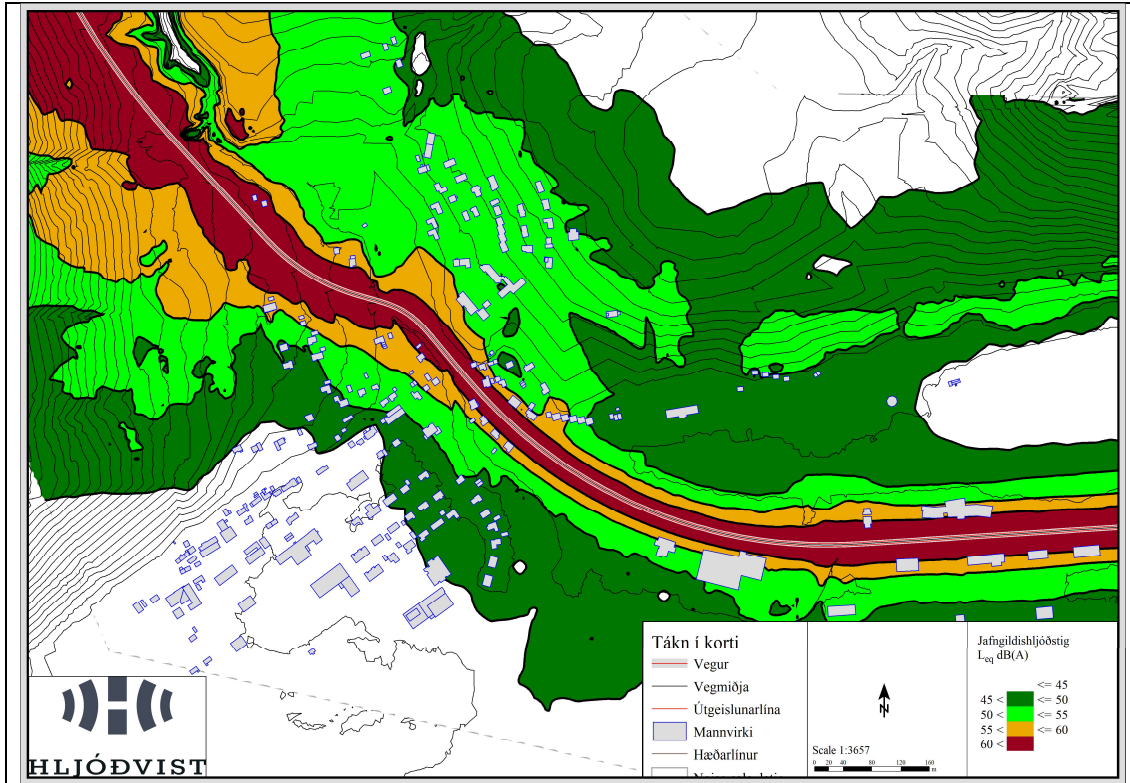 Tákn í korti
Vegur
Vegmiðja
Útgeislunarlína
Mannvirki
Hæðarlínur
Scale 1:3657
0 20 40 80 120 160
m
N
Jafngildishljóðstig
Leq dB(A)
<= 45
45 < <= 50
50 < <= 55
55 < <= 60
60 <
HLJÓÐVIST